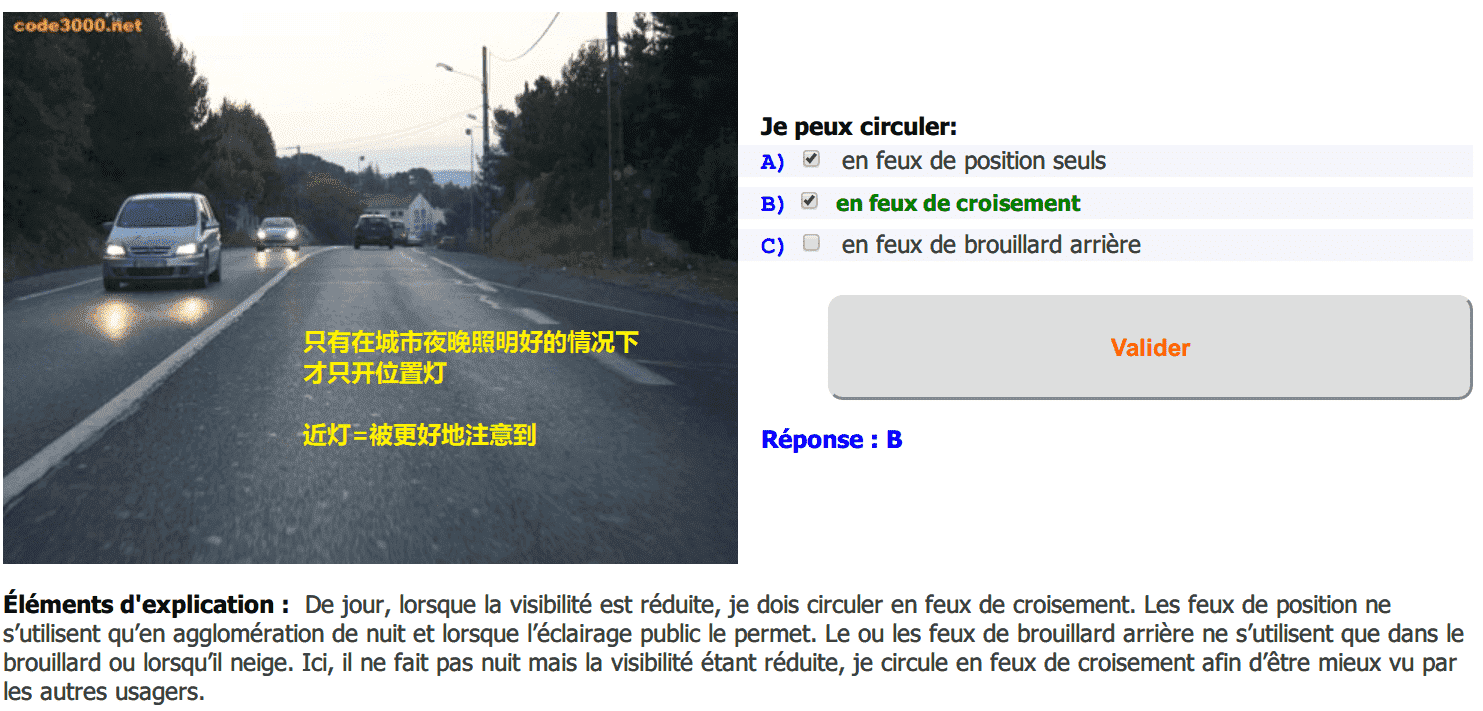 code3000.net
Je peux circuler:
A) en feux de position seuls
B) en feux de croisement
C) en feux de brouillard arrière
Valider
Réponse : B
只有在城市夜晚照明好的情况下
才只开位置灯
近灯=被更好地注意到
Éléments d'explication : De jour, lorsque la visibilité est réduite, je dois circuler en feux de croisement. Les feux de position ne
s’utilisent qu’en agglomération de nuit et lorsque l’éclairage public le permet. Le ou les feux de brouillard arrière ne s’utilisent que dans le
brouillard ou lorsqu’il neige. Ici, il ne fait pas nuit mais la visibilité étant réduite, je circule en feux de croisement afin d’être mieux vu par
les autres usagers.